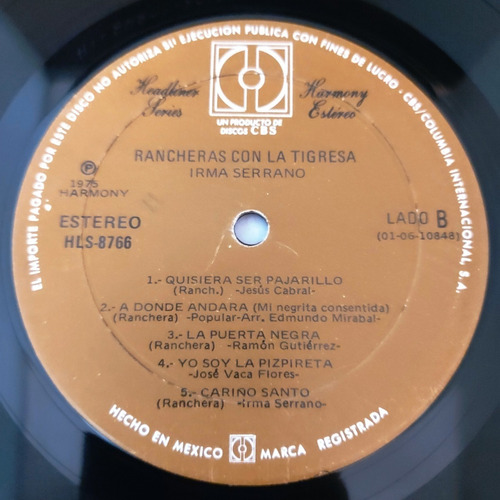 EL IMPORTE PAGADO POR ESTE DISCO NO AUTORIZA SU EJECUCION PUBLICA CON FINES DE LUCRO - CBS/COLUMBIA INTERNACIONAL, S.A.
Headliner Series
Harmony Estéreo
UN PRODUCTO DE
DISCOS CBS
RANCHERAS CON LA TIGRESA
IRMA SERRANO
P
1975
HARMONY
ESTEREO
HLS-8766
LADO B
(01-06-10848)
1.- QUISIERA SER PAJARILLO
(Ranch.) -Jesús Cabral-
2.- A DONDE ANDARA (Mi negrita consentida)
(Ranchera) -Popular-Arr. Edmundo Mirabal-
3.- LA PUERTA NEGRA
(Ranchera) -Ramón Gutiérrez-
4.- YO SOY LA PIZPIRETA
-José Vaca Flores-
5.- CARIÑO SANTO
(Ranchera) -Irma Serrano-
HECHO EN MEXICO MARCA REGISTRADA